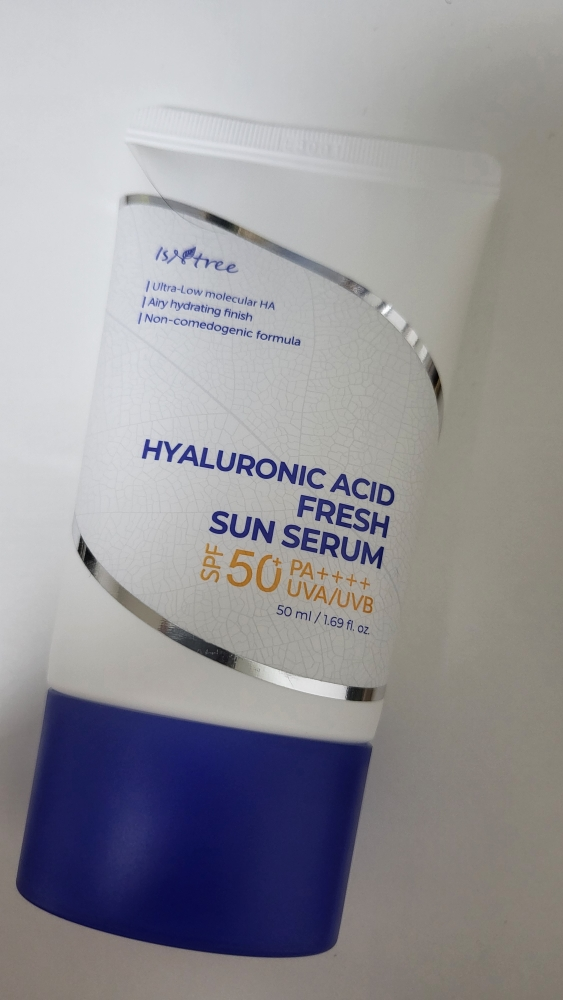 Isntree
Ultra-Low molecular HA
Airy hydrating finish
Non-comedogenic formula
HYALURONIC ACID
FRESH
SUN SERUM
SPF 50+ PA++++
UVA/UVB
50 ml / 1.69 fl. oz.